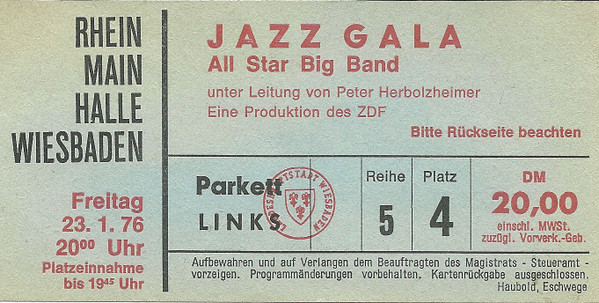 RHEIN
MAIN
HALLE
WIESBADEN
Freitag
23. 1. 76
20⁰⁰ Uhr
Platzeinnahme
bis 19⁴⁵ Uhr
JAZZ GALA
All Star Big Band
unter Leitung von Peter Herbolzheimer
Eine Produktion des ZDF
Bitte Rückseite beachten
Parkett
LINKS
LANDESHAUPTSTADT WIESBADEN
Reihe
5
Platz
4
DM
20,00
einschl. MWSt.
zuzügl. Vorverk.-Geb.
Aufbewahren und auf Verlangen dem Beauftragten des Magistrats - Steueramt -
vorzeigen. Programmänderungen vorbehalten. Kartenrückgabe ausgeschlossen.
Haubold, Eschwege